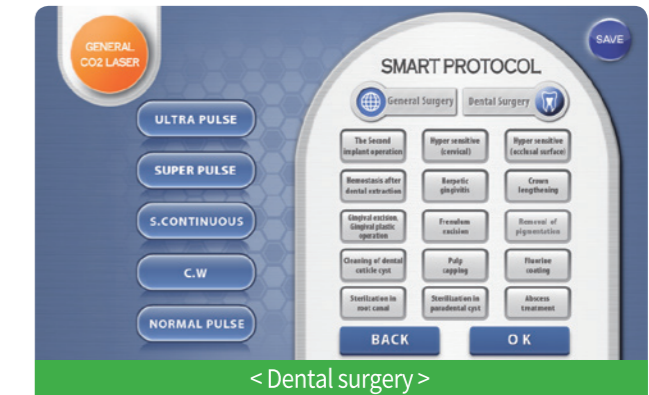 GENERAL
CO2 LASER
SAVE
SMART PROTOCOL
General Surgery
Dental Surgery
ULTRA PULSE
SUPER PULSE
S.CONTINUOUS
C.W
NORMAL PULSE
The Second
implant operation
Hyper sensitive
(cervical)
Hyper sensitive
(occlusal surface)
Hemostasis after
dental extraction
Herpetic
gingivitis
Crown
lengthening
Gingival excision,
Gingival plastic
operation
Frenulum
excision
Removal of
pigmentation
Cleaning of dental
cuticle cyst
Pulp
capping
Fluorine
coating
Sterilization in
root canal
Sterilization in
paradental cyst
Abscess
treatment
BACK
OK
< Dental surgery >